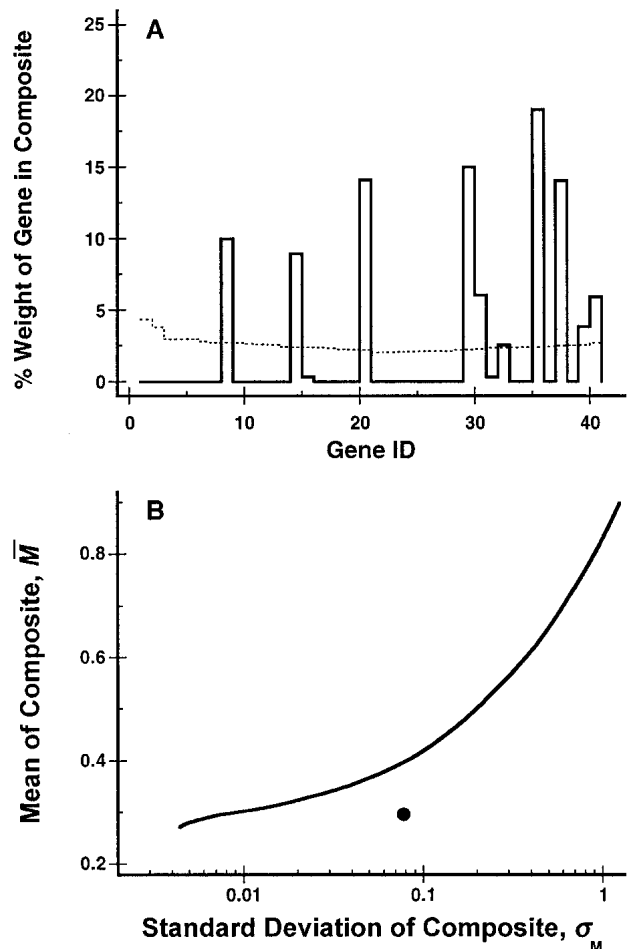 A
% Weight of Gene in Composite
25
20
15
10
5
0
0 10 20 30 40
Gene ID
B
Mean of Composite, M̅
0.8
0.6
0.4
0.2
0.01 0.1 1
Standard Deviation of Composite, σ_M